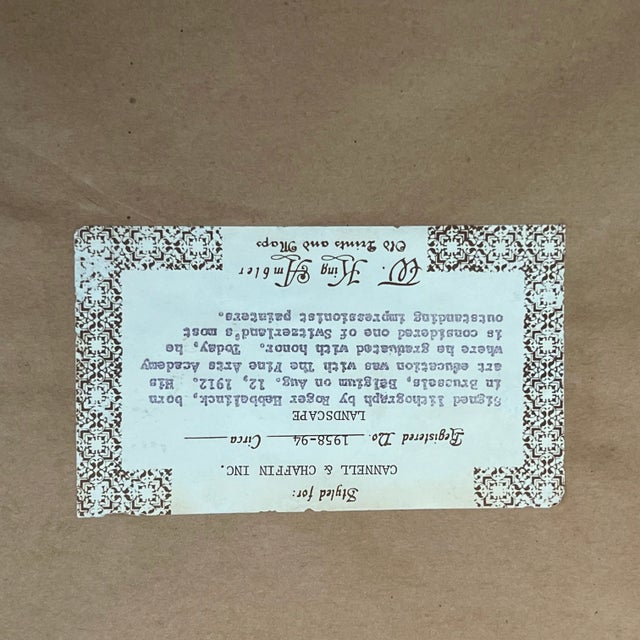 Styled for:
CANNELL & CHAFFIN INC.
Registered No. 1958-94 Circa
LANDSCAPE
Signed lithograph by Roger Hebbelinck, born
in Brussels, Belgium on Aug. 12, 1912. His
art education was with The Fine Arts Academy
where he graduated with honor. Today, he,
is considered one of Switzerland's most
outstanding impressionist painters.
W. King Ambler
Old Prints and Maps